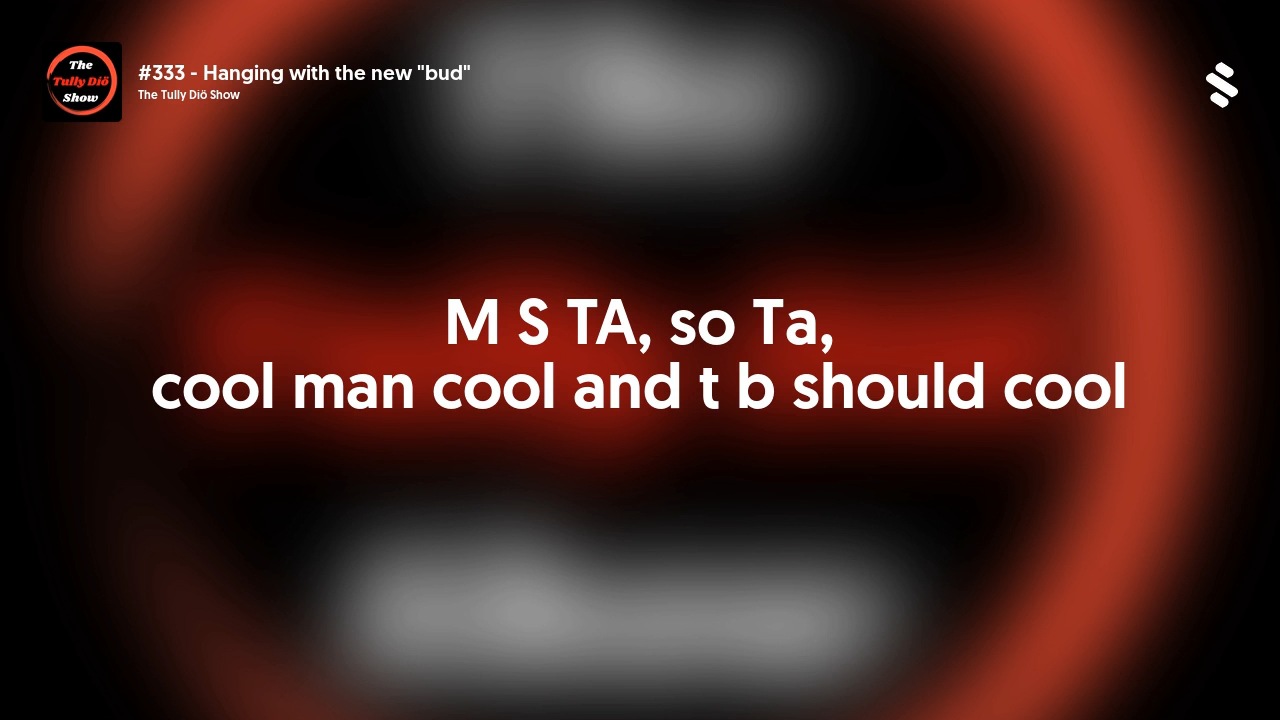 The
Tully Diö
Show
#333 - Hanging with the new "bud"
The Tully Diö Show
M S TA, so Ta,
cool man cool and t b should cool